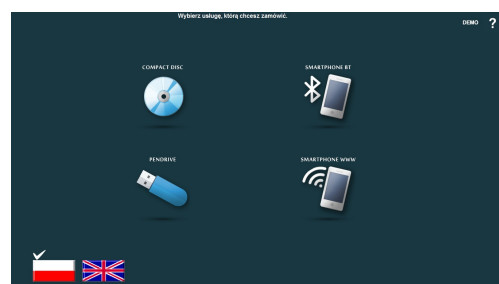 Wybierz usługę, którą chcesz zamówić.
DEMO ?
COMPACT DISC
SMARTPHONE BT
PENDRIVE
SMARTPHONE WWW